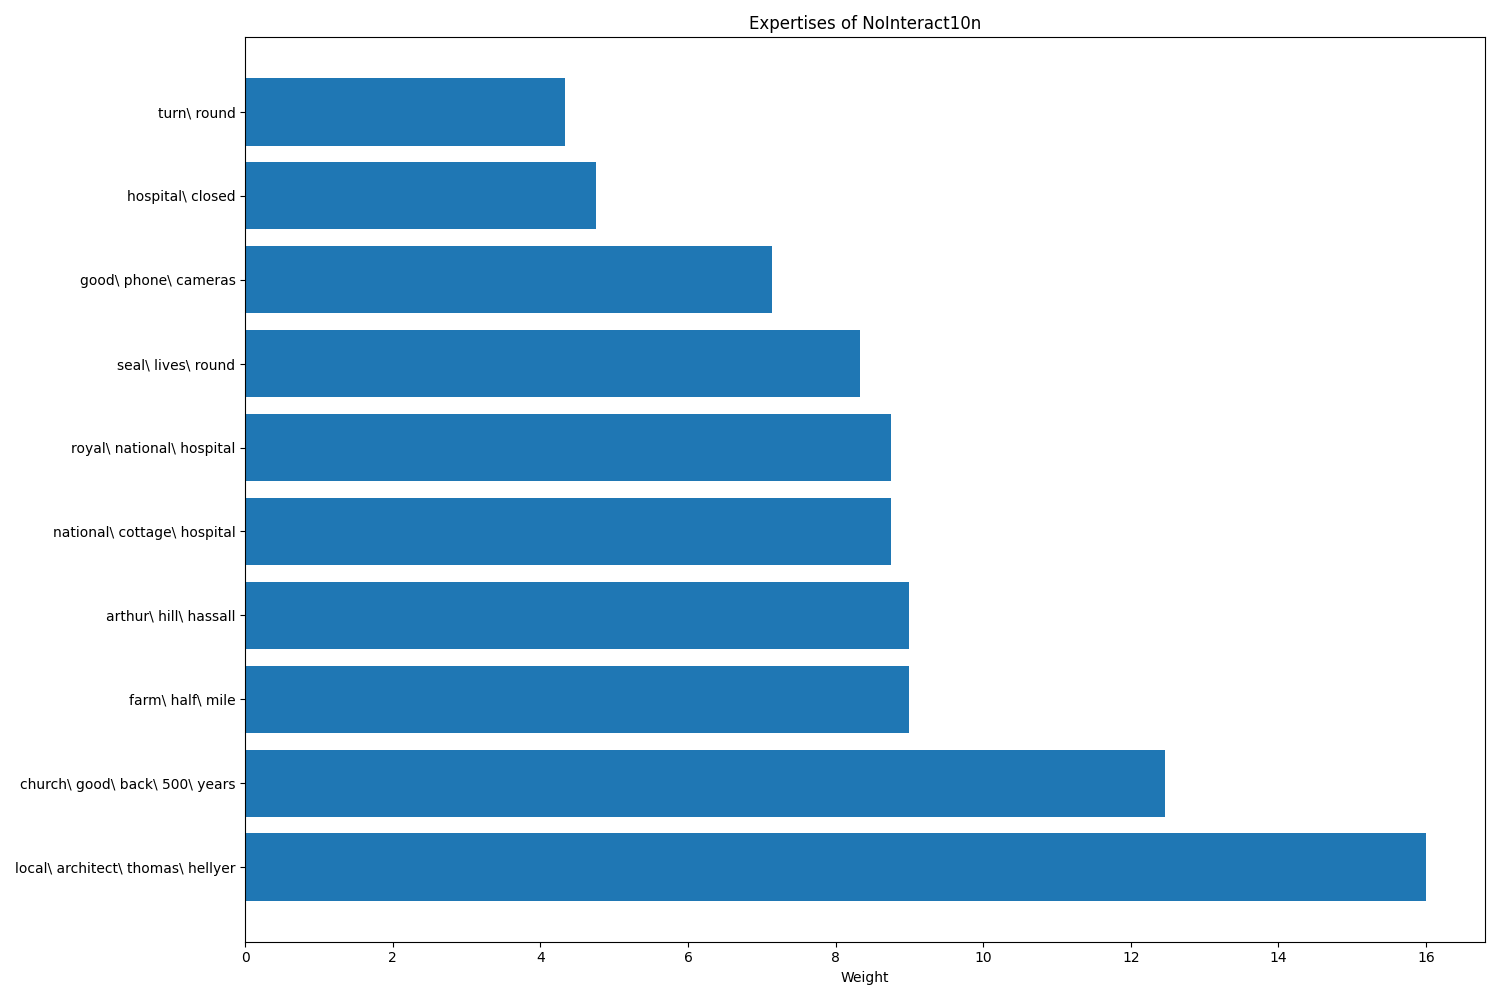 Expertises of NoInteract10n
turn\ round
hospital\ closed
good\ phone\ cameras
seal\ lives\ round
royal\ national\ hospital
national\ cottage\ hospital
arthur\ hill\ hassall
farm\ half\ mile
church\ good\ back\ 500\ years
local\ architect\ thomas\ hellyer
0 2 4 6 8 10 12 14 16
Weight